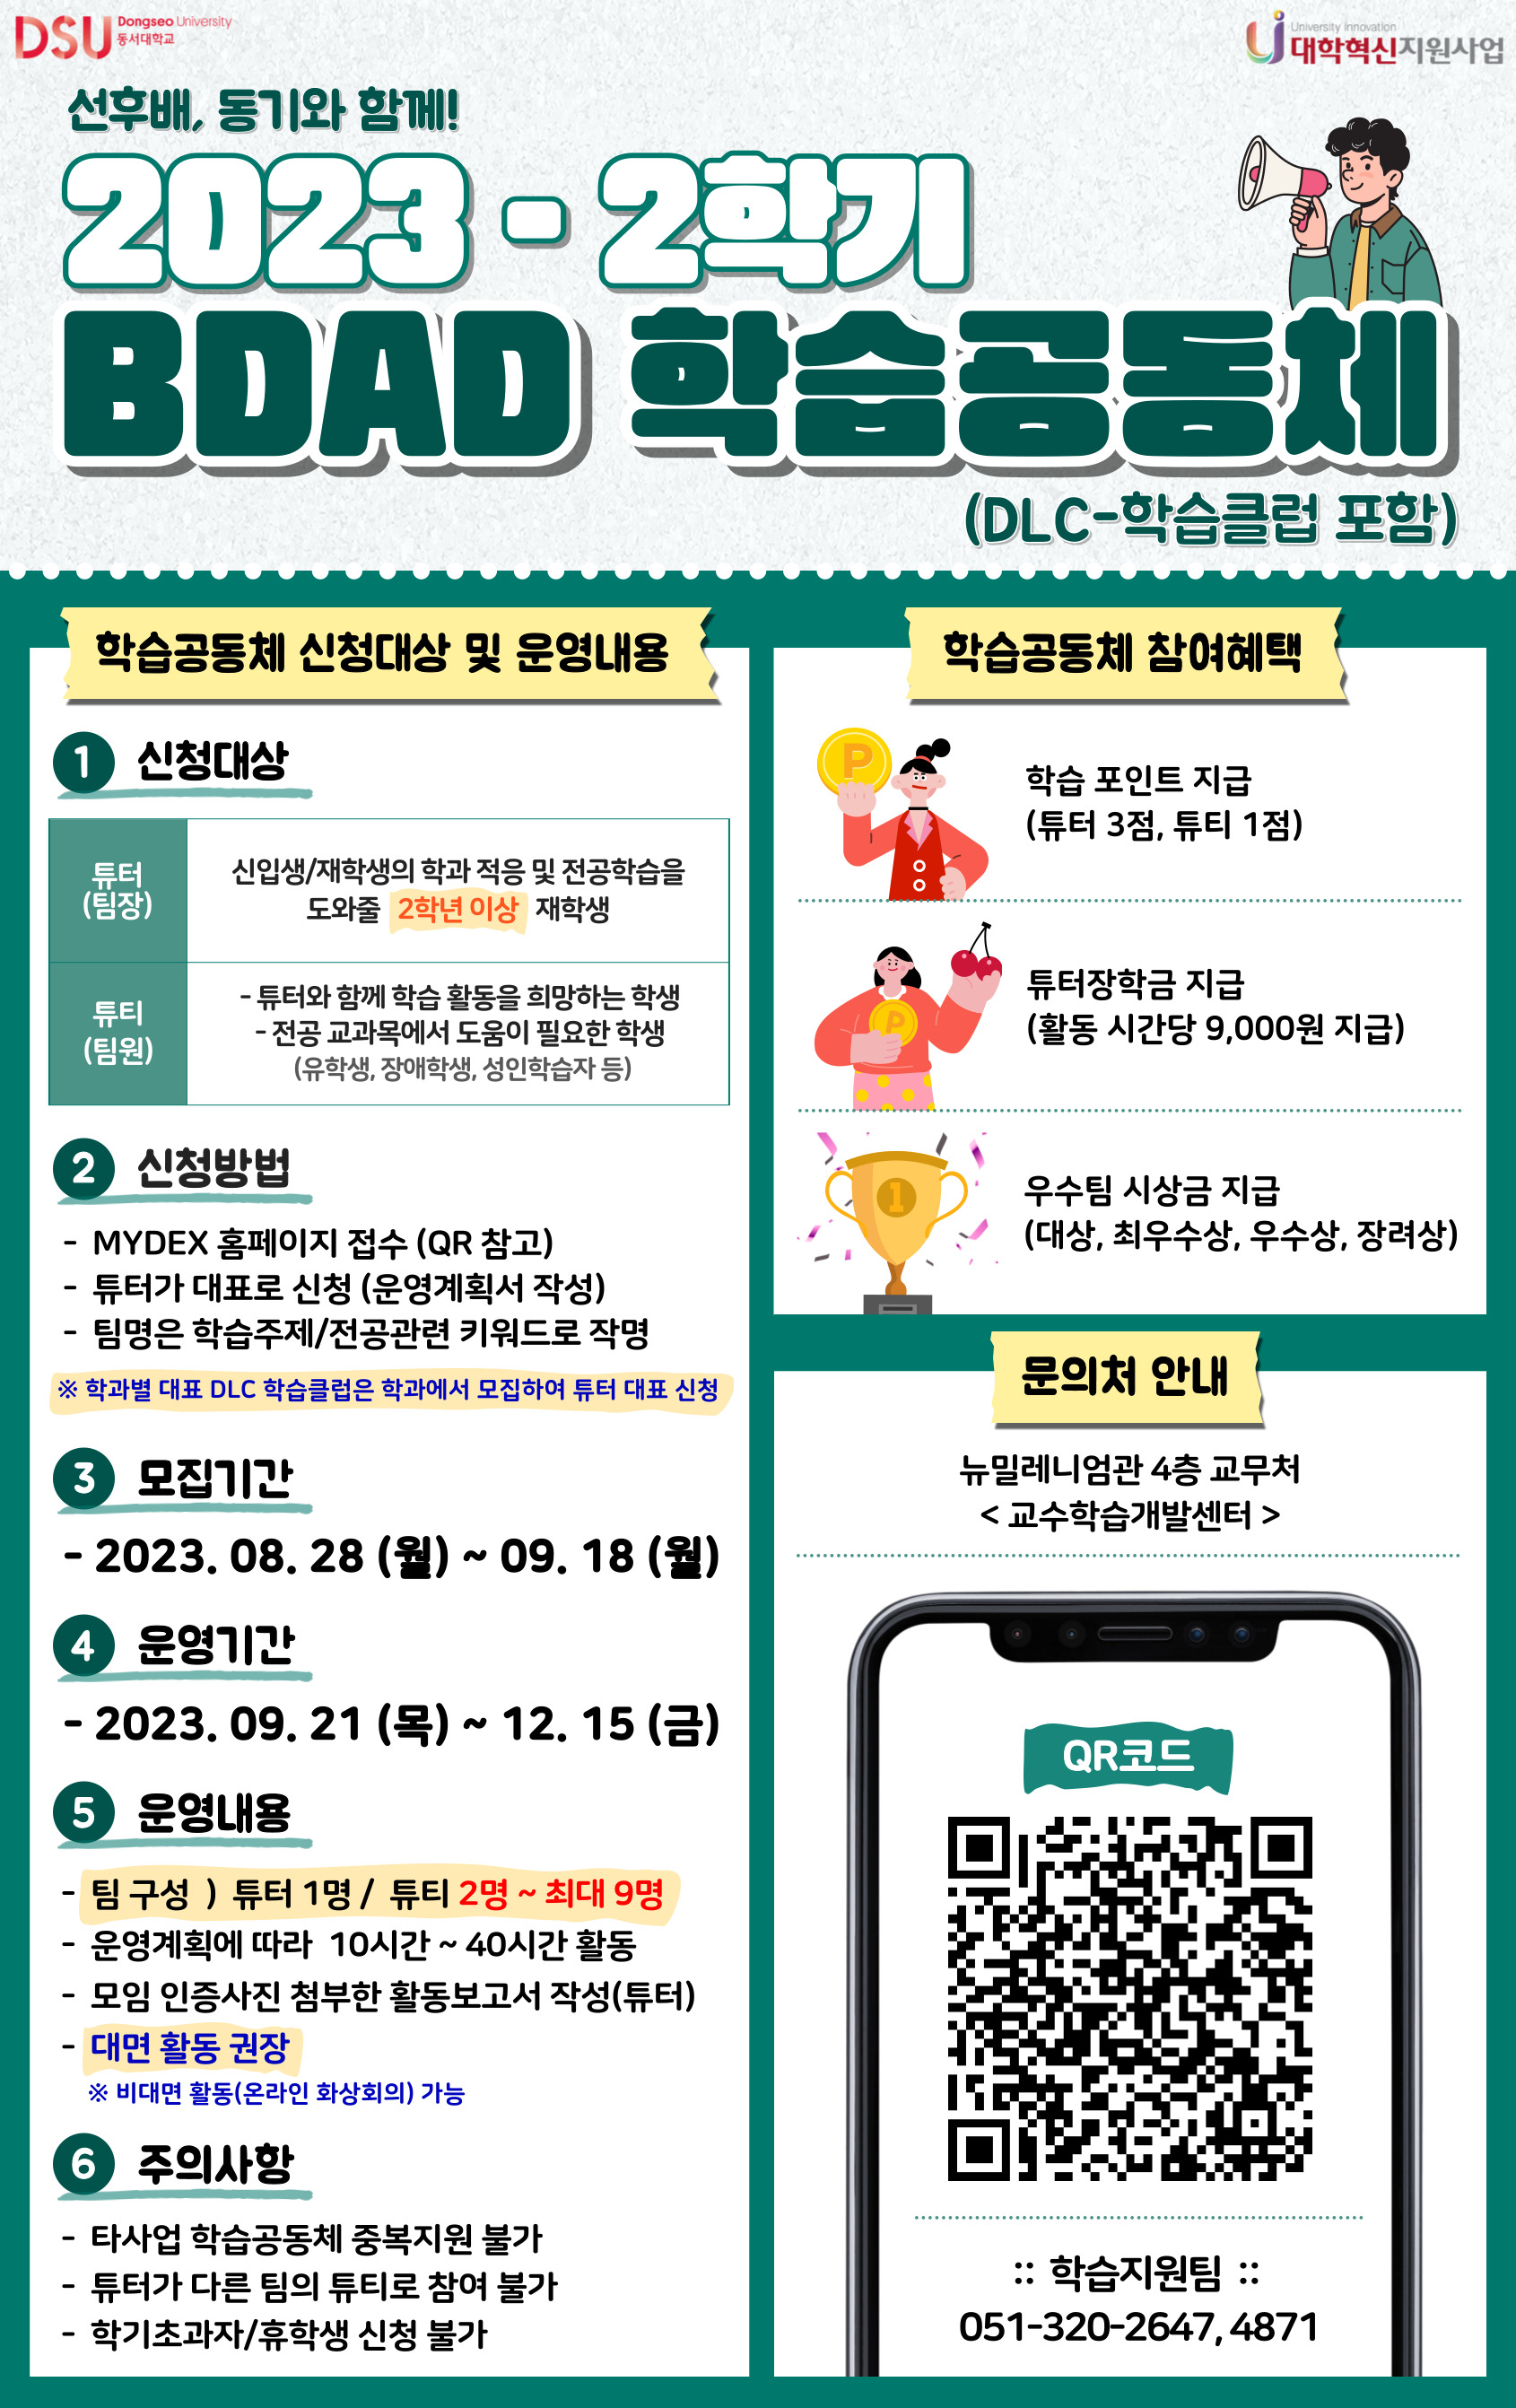 DSU Dongseo University
동서대학교
University Innovation
대학혁신지원사업
선후배, 동기와 함께!
2023 - 2학기
BDAD 학습공동체
(DLC-학습클럽 포함)
학습공동체 신청대상 및 운영내용
1 신청대상
튜터
(팀장)
신입생/재학생의 학과 적응 및 전공학습을
도와줄 2학년 이상 재학생
튜티
(팀원)
- 튜터와 함께 학습 활동을 희망하는 학생
- 전공 교과목에서 도움이 필요한 학생
(유학생, 장애학생, 성인학습자 등)
2 신청방법
- MYDEX 홈페이지 접수 (QR 참고)
- 튜터가 대표로 신청 (운영계획서 작성)
- 팀명은 학습주제/전공관련 키워드로 작명
※ 학과별 대표 DLC 학습클럽은 학과에서 모집하여 튜터 대표 신청
3 모집기간
- 2023. 08. 28 (월) ~ 09. 18 (월)
4 운영기간
- 2023. 09. 21 (목) ~ 12. 15 (금)
5 운영내용
- 팀 구성 ) 튜터 1명 / 튜티 2명 ~ 최대 9명
- 운영계획에 따라 10시간 ~ 40시간 활동
- 모임 인증사진 첨부한 활동보고서 작성(튜터)
- 대면 활동 권장
※ 비대면 활동(온라인 화상회의) 가능
6 주의사항
- 타사업 학습공동체 중복지원 불가
- 튜터가 다른 팀의 튜티로 참여 불가
- 학기초과자/휴학생 신청 불가
학습공동체 참여혜택
P
학습 포인트 지급
(튜터 3점, 튜티 1점)
P
튜터장학금 지급
(활동 시간당 9,000원 지급)
1
우수팀 시상금 지급
(대상, 최우수상, 우수상, 장려상)
문의처 안내
뉴밀레니엄관 4층 교무처
< 교수학습개발센터 >
QR코드
:: 학습지원팀 ::
051-320-2647, 4871